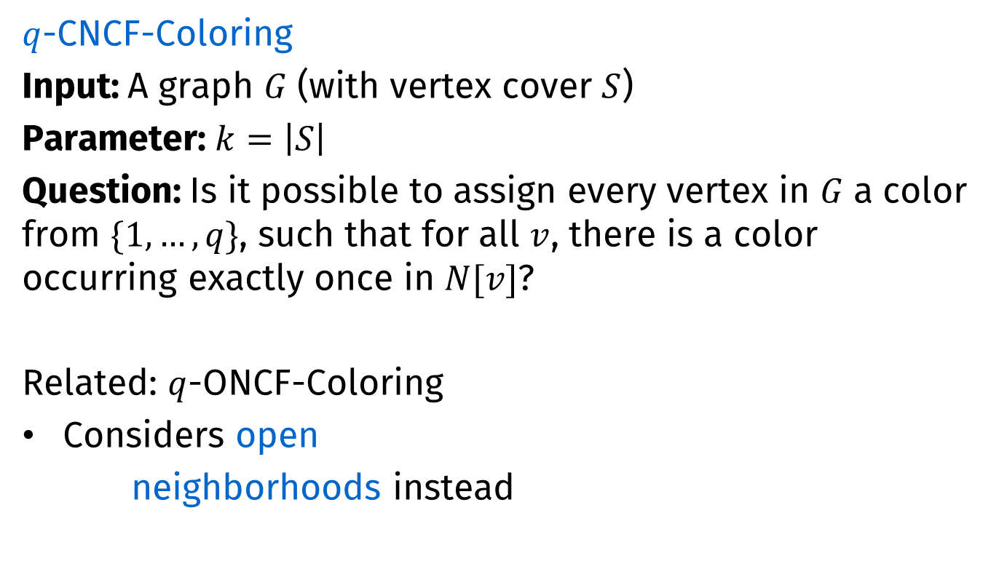 q-CNCF-Coloring
Input: A graph G (with vertex cover S)
Parameter: k = |S|
Question: Is it possible to assign every vertex in G a color
from {1, … , q}, such that for all v, there is a color
occurring exactly once in N[v]?
Related: q-ONCF-Coloring
• Considers open
neighborhoods instead